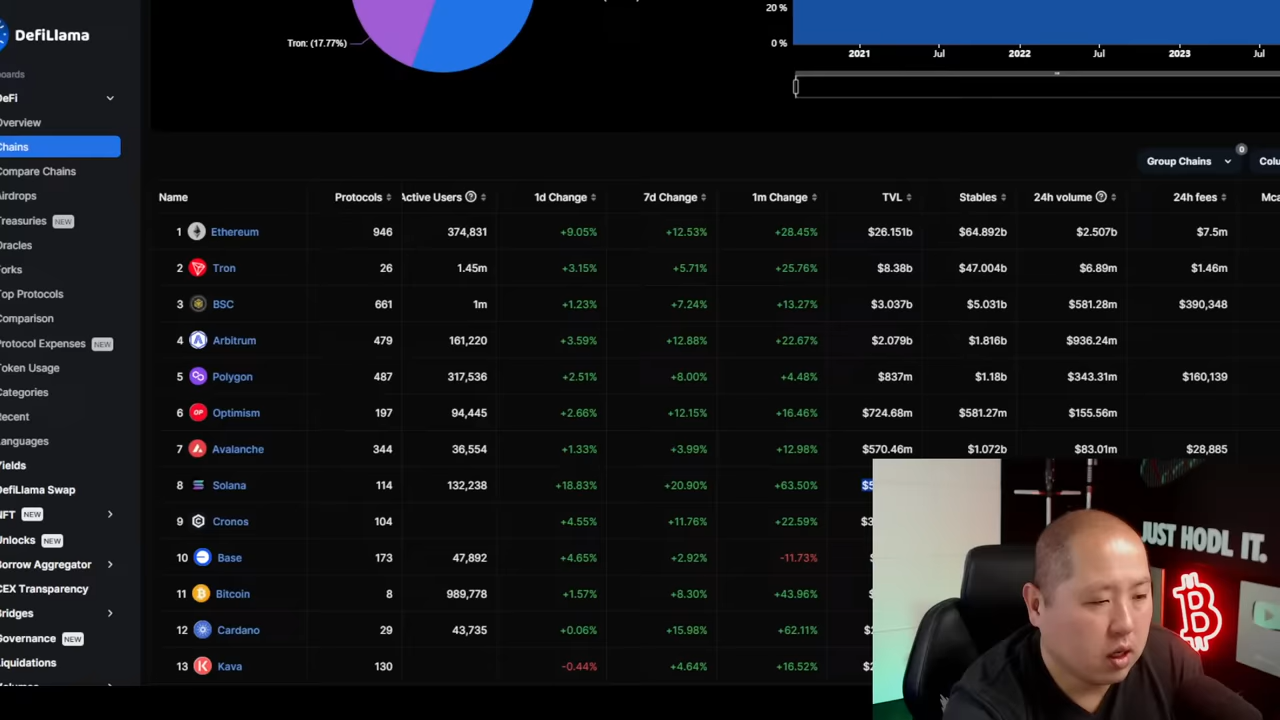 20 %
DefiLlama
Tron: (17.77%)
0 %
2021 Jul 2022 Jul 2023 Jul
DeFi
Overview
Chains
Compare Chains
Group Chains 0
Airdrops
Treasuries NEW
Name Protocols Active Users ? 1d Change 7d Change 1m Change TVL Stables 24h volume ? 24h fees
1 Ethereum 946 374,831 +9.05% +12.53% +28.45% $26.151b $64.892b $2.507b $7.5m
Oracles
Forks
2 Tron 26 1.45m +3.15% +5.71% +25.76% $8.38b $47.004b $6.89m $1.46m
Top Protocols
3 BSC 661 1m +1.23% +7.24% +13.27% $3.037b $5.031b $581.28m $390,348
Comparison
Protocol Expenses NEW
4 Arbitrum 479 161,220 +3.59% +12.88% +22.67% $2.079b $1.816b $936.24m
Token Usage
5 Polygon 487 317,536 +2.51% +8.00% +4.48% $837m $1.18b $343.31m $160,139
Categories
Recent
6 Optimism 197 94,445 +2.66% +12.15% +16.46% $724.68m $581.27m $155.56m
Languages
7 Avalanche 344 36,554 +1.33% +3.99% +12.98% $570.46m $1.072b $83.01m $28,885
Yields
DefiLlama Swap
8 Solana 114 132,238 +18.83% +20.90% +63.50%
NFT NEW
9 Cronos 104 +4.55% +11.76% +22.59%
Unlocks NEW
10 Base 173 47,892 +4.65% +2.92% -11.73%
Borrow Aggregator
CEX Transparency
11 Bitcoin 8 989,778 +1.57% +8.30% +43.96%
Bridges
12 Cardano 29 43,735 +0.06% +15.98% +62.11%
Governance NEW
Liquidations
13 Kava 130 -0.44% +4.64% +16.52%
JUST HODL IT.